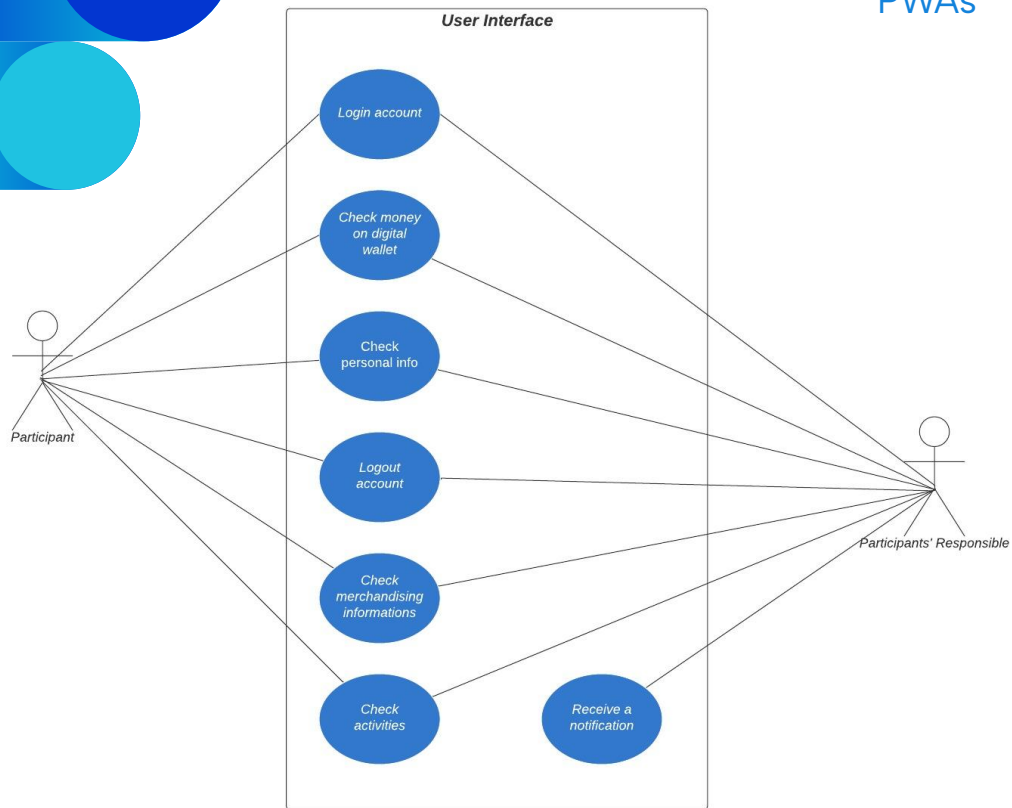 PWAs
User Interface
Login account
Check money
on digital
wallet
Check
personal info
Participant
Logout
account
Participants' Responsible
Check
merchandising
informations
Check
activities
Receive a
notification